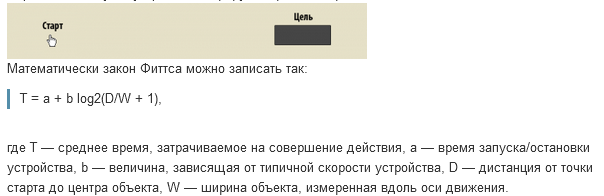 Старт
Цель
Математически закон Фиттса можно записать так:
T = a + b log2(D/W + 1),
где T — среднее время, затрачиваемое на совершение действия, a — время запуска/остановки
устройства, b — величина, зависящая от типичной скорости устройства, D — дистанция от точки
старта до центра объекта, W — ширина объекта, измеренная вдоль оси движения.